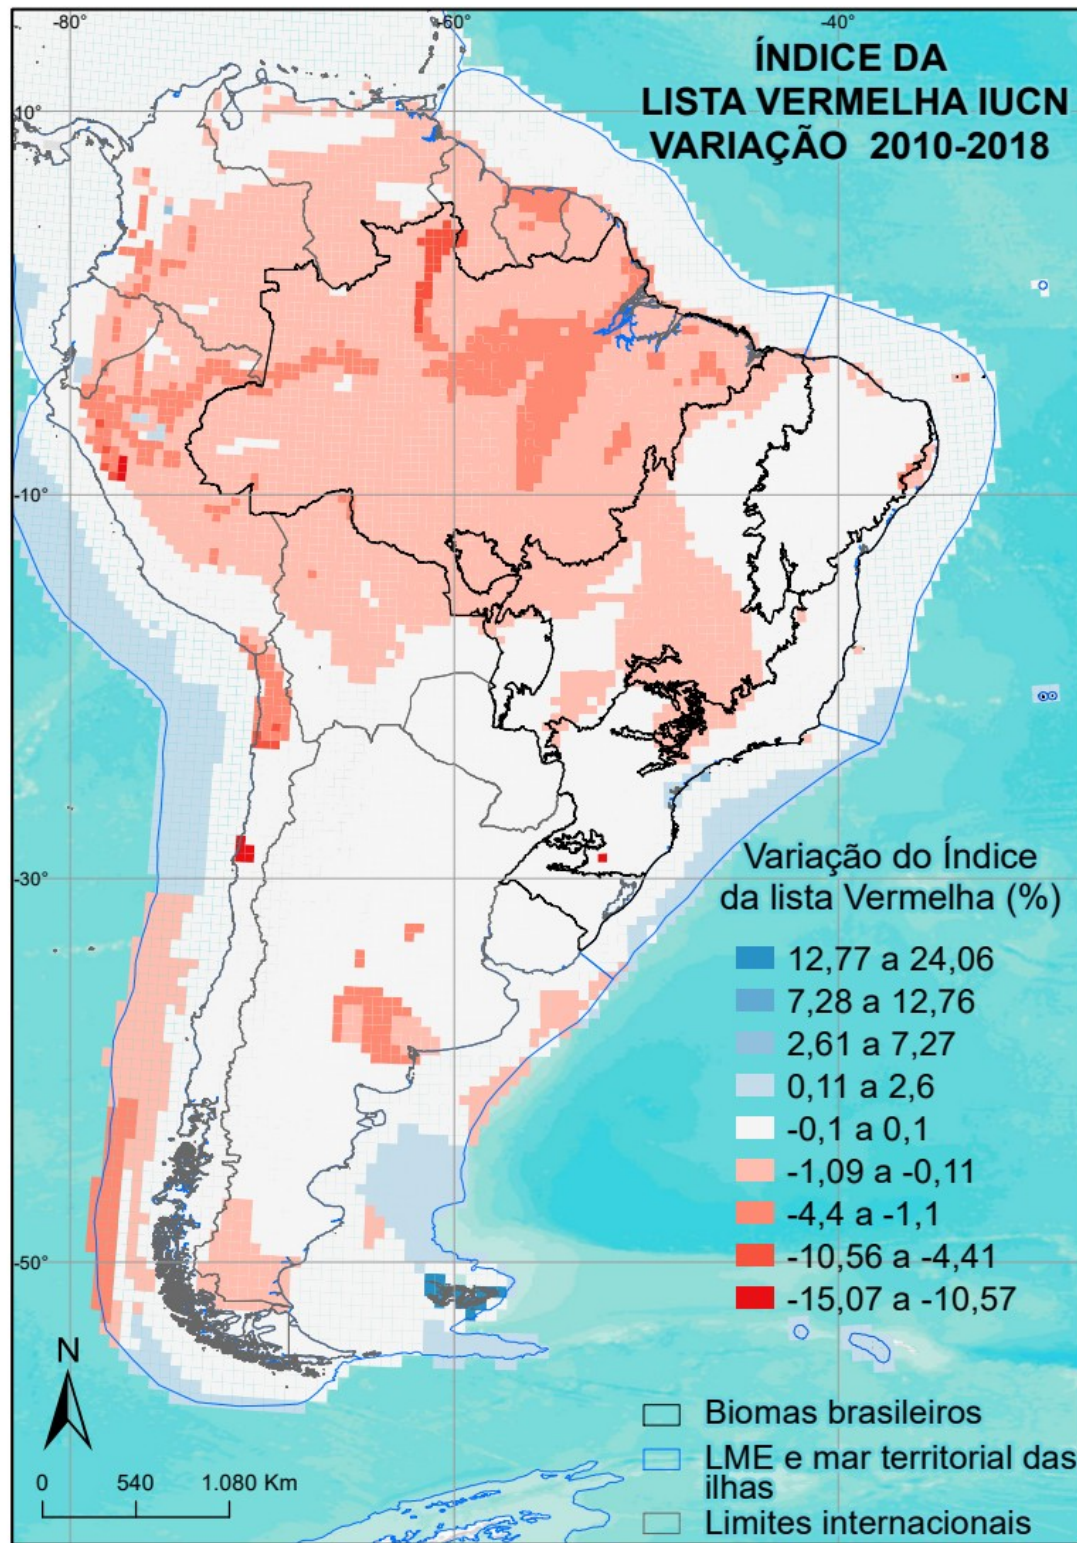 -80°
-60°
-40°
ÍNDICE DA
LISTA VERMELHA IUCN
VARIAÇÃO 2010-2018
10°
-10°
-30°
Variação do Índice
da lista Vermelha (%)
12,77 a 24,06
7,28 a 12,76
2,61 a 7,27
0,11 a 2,6
-0,1 a 0,1
-1,09 a -0,11
-4,4 a -1,1
-10,56 a -4,41
-15,07 a -10,57
-50°
N
0 540 1.080 Km
Biomas brasileiros
LME e mar territorial das
ilhas
Limites internacionais